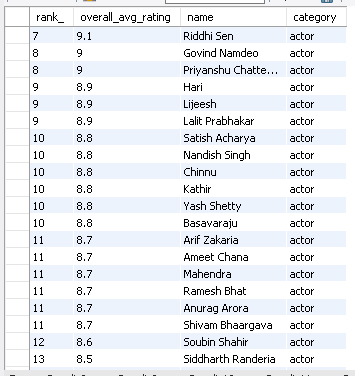 rank_ overall_avg_rating name category
7 9.1 Riddhi Sen actor
8 9 Govind Namdeo actor
8 9 Priyanshu Chatte... actor
9 8.9 Hari actor
9 8.9 Lijeesh actor
9 8.9 Lalit Prabhakar actor
10 8.8 Satish Acharya actor
10 8.8 Nandish Singh actor
10 8.8 Chinnu actor
10 8.8 Kathir actor
10 8.8 Yash Shetty actor
10 8.8 Basavaraju actor
11 8.7 Arif Zakaria actor
11 8.7 Ameet Chana actor
11 8.7 Mahendra actor
11 8.7 Ramesh Bhat actor
11 8.7 Anurag Arora actor
11 8.7 Shivam Bhaargava actor
12 8.6 Soubin Shahir actor
13 8.5 Siddharth Randeria actor